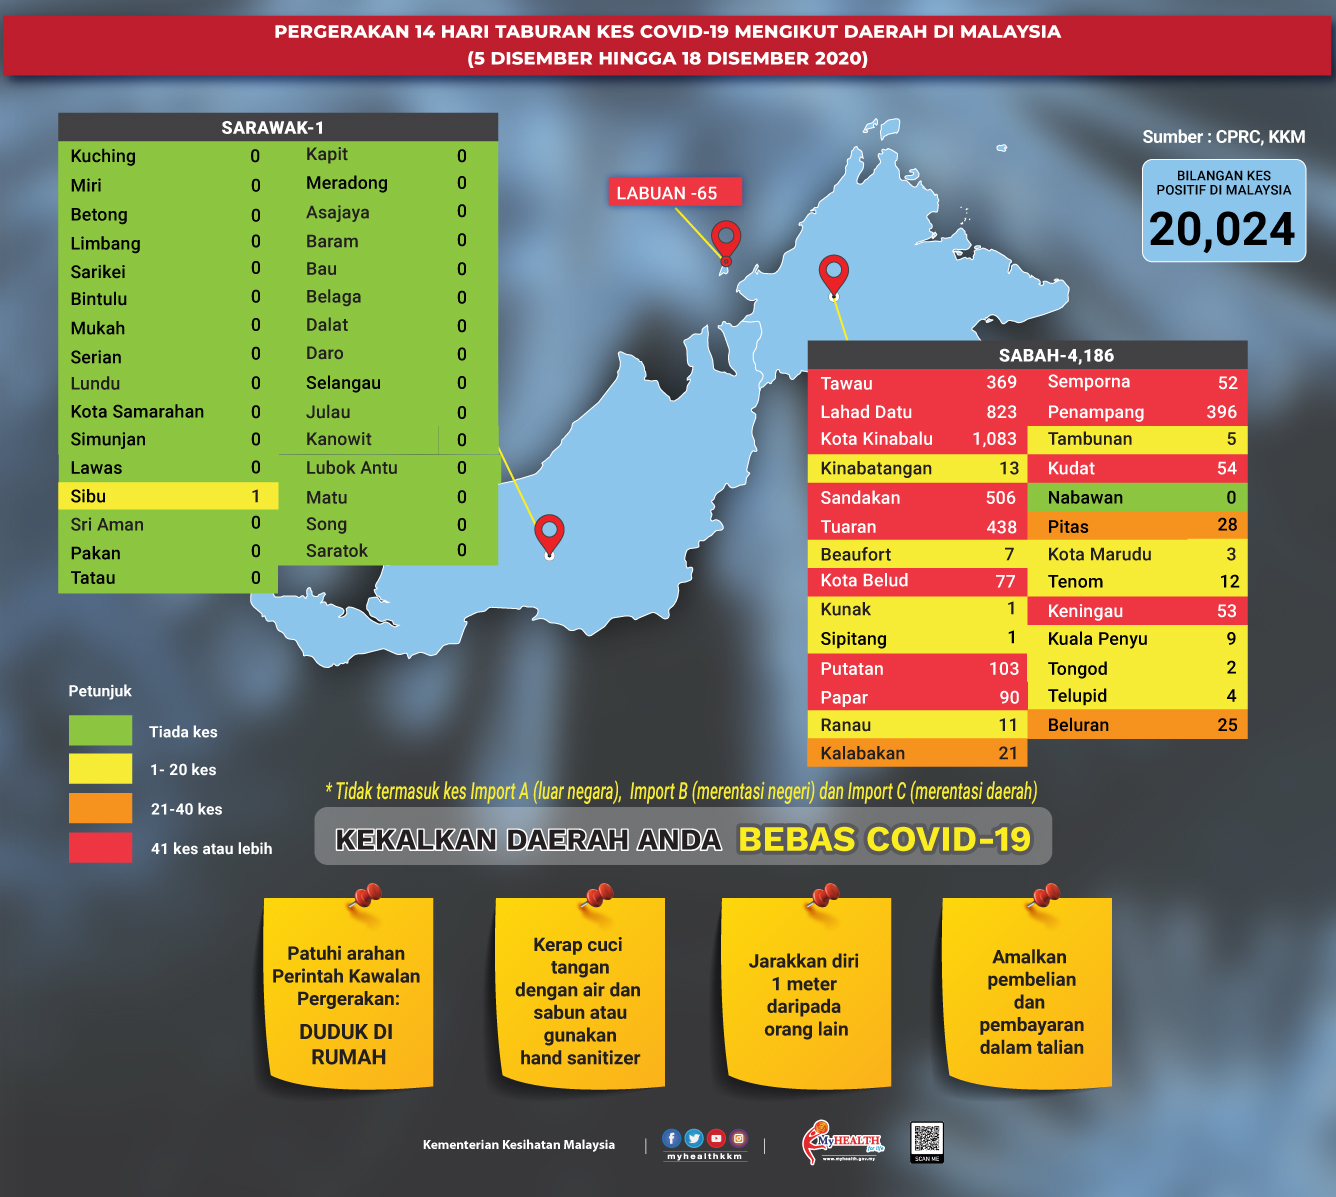 PERGERAKAN 14 HARI TABURAN KES COVID-19 MENGIKUT DAERAH DI MALAYSIA
(5 DISEMBER HINGGA 18 DISEMBER 2020)
SARAWAK-1
Kuching 0 Kapit 0
Miri 0 Meradong 0
Betong 0 Asajaya 0
Limbang 0 Baram 0
Sarikei 0 Bau 0
Bintulu 0 Belaga 0
Mukah 0 Dalat 0
Serian 0 Daro 0
Lundu 0 Selangau 0
Kota Samarahan 0 Julau 0
Simunjan 0 Kanowit 0
Lawas 0 Lubok Antu 0
Sibu 1 Matu 0
Sri Aman 0 Song 0
Pakan 0 Saratok 0
Tatau 0
LABUAN -65
Sumber : CPRC, KKM
BILANGAN KES
POSITIF DI MALAYSIA
20,024
SABAH-4,186
Tawau 369 Semporna 52
Lahad Datu 823 Penampang 396
Kota Kinabalu 1,083 Tambunan 5
Kinabatangan 13 Kudat 54
Sandakan 506 Nabawan 0
Tuaran 438 Pitas 28
Beaufort 7 Kota Marudu 3
Kota Belud 77 Tenom 12
Kunak 1 Keningau 53
Sipitang 1 Kuala Penyu 9
Putatan 103 Tongod 2
Papar 90 Telupid 4
Ranau 11 Beluran 25
Kalabakan 21
Petunjuk
Tiada kes
1- 20 kes
21-40 kes
41 kes atau lebih
* Tidak termasuk kes Import A (luar negara), Import B (merentasi negeri) dan Import C (merentasi daerah)
KEKALKAN DAERAH ANDA BEBAS COVID-19
Patuhi arahan
Perintah Kawalan
Pergerakan:
DUDUK DI
RUMAH
Kerap cuci
tangan
dengan air dan
sabun atau
gunakan
hand sanitizer
Jarakkan diri
1 meter
daripada
orang lain
Amalkan
pembelian
dan
pembayaran
dalam talian
Kementerian Kesihatan Malaysia
myhealthkkm
MyHEALTH
for life
www.myhealth.gov.my
SCAN ME